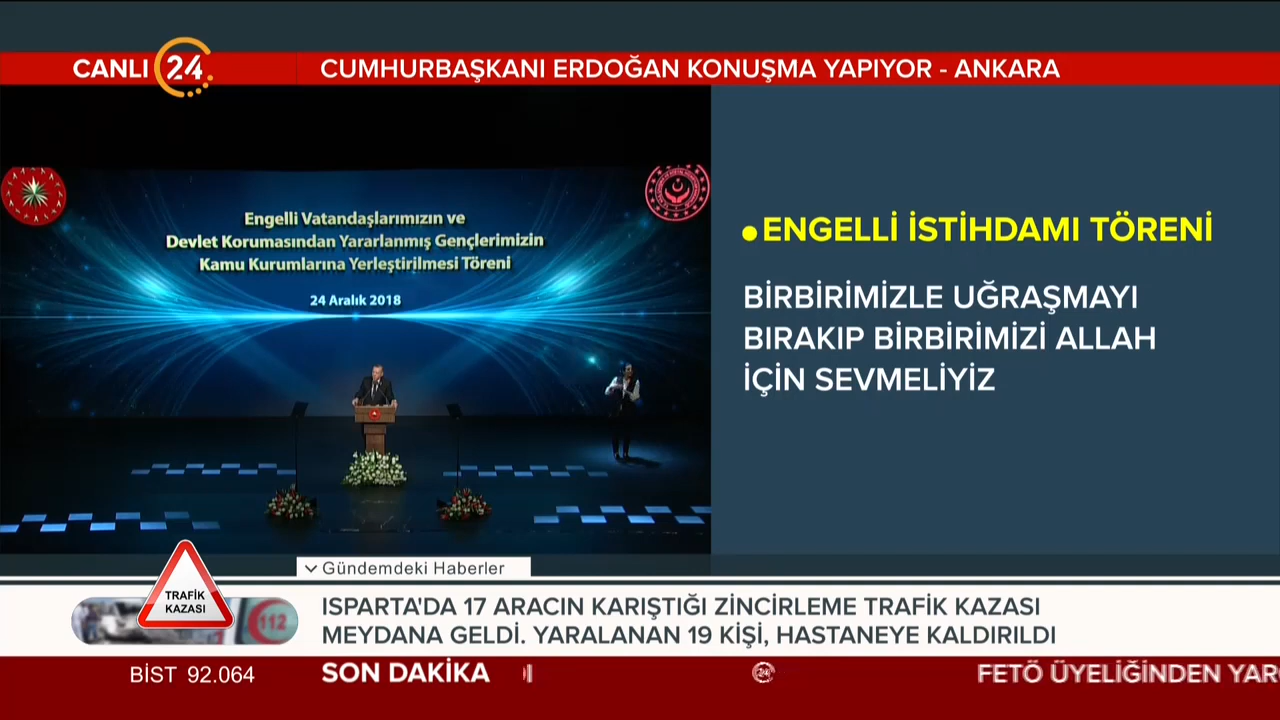 CANLI 24 CUMHURBAŞKANI ERDOĞAN KONUŞMA YAPIYOR - ANKARA
Engelli Vatandaşlarımızın ve
Devlet Korumasından Yararlanmış Gençlerimizin
Kamu Kurumlarına Yerleştirilmesi Töreni
24 Aralık 2018
ENGELLİ İSTİHDAMI TÖRENİ
BİRBİRİMİZLE UĞRAŞMAYI
BIRAKIP BİRBİRİMİZİ ALLAH
İÇİN SEVMELİYİZ
Gündemdeki Haberler
TRAFİK
KAZASI
112
ISPARTA'DA 17 ARACIN KARIŞTIĞI ZİNCİRLEME TRAFİK KAZASI
MEYDANA GELDİ. YARALANAN 19 KİŞİ, HASTANEYE KALDIRILDI
BİST 92.064 SON DAKİKA 24 FETÖ ÜYELİĞİNDEN